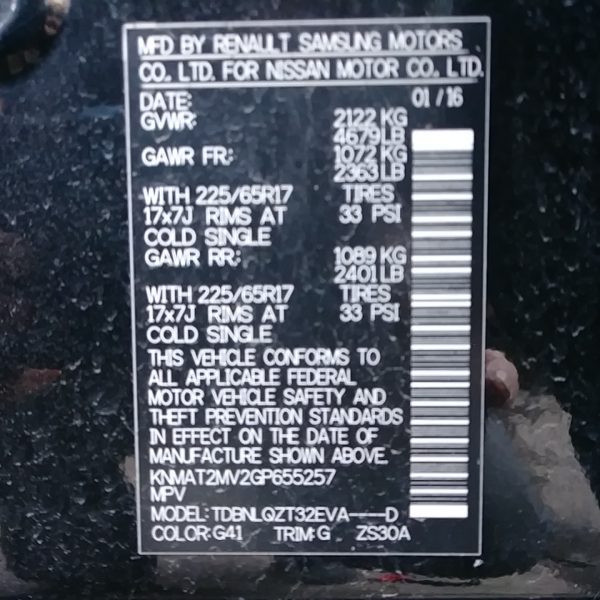 MFD BY RENAULT SAMSUNG MOTORS
CO. LTD. FOR NISSAN MOTOR CO. LTD.
DATE: 01/16
GVWR: 2122 KG
4679LB
GAWR FR: 1072 KG
2363LB
WITH 225/65R17 TIRES
17x7J RIMS AT 33 PSI
COLD SINGLE
GAWR RR: 1089 KG
2401LB
WITH 225/65R17 TIRES
17x7J RIMS AT 33 PSI
COLD SINGLE
THIS VEHICLE CONFORMS TO
ALL APPLICABLE FEDERAL
MOTOR VEHICLE SAFETY AND
THEFT PREVENTION STANDARDS
IN EFFECT ON THE DATE OF
MANUFACTURE SHOWN ABOVE.
KNMAT2MV2GP655257
MPV
MODEL: TDBNLQZT32EVA----D
COLOR:G41 TRIM:G ZS30A